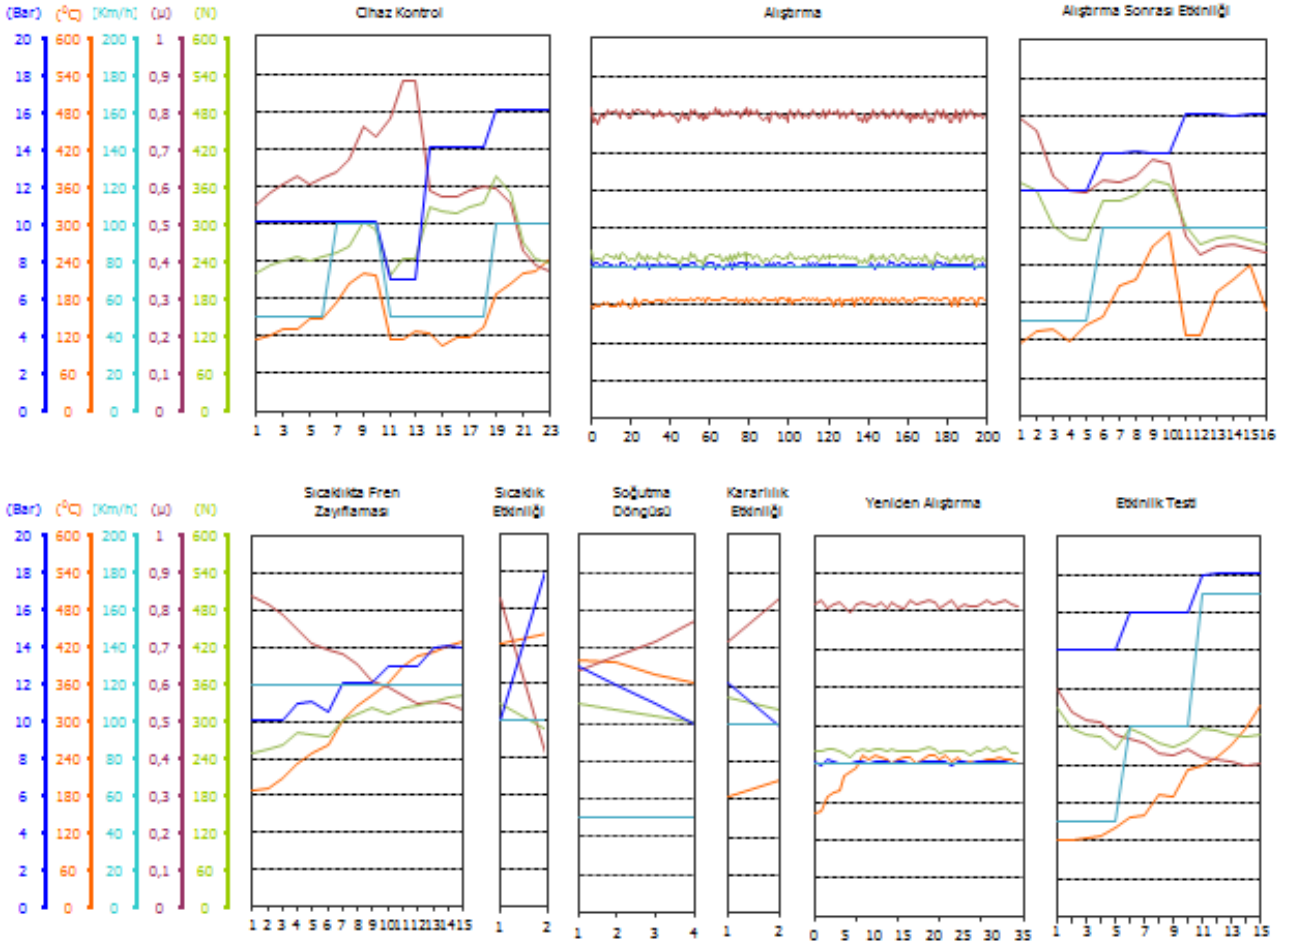 (Bar) (⁰C) (Km/h) (μ) (N) Cihaz Kontrol Alıştırma Alıştırma Sonrası Etkinliği
20 600 200 1 600
18 540 180 0,9 540
16 480 160 0,8 480
14 420 140 0,7 420
12 360 120 0,6 360
10 300 100 0,5 300
8 240 80 0,4 240
6 180 60 0,3 180
4 120 40 0,2 120
2 60 20 0,1 60
0 0 0 0 0
1 3 5 7 9 11 13 15 17 19 21 23
0 20 40 60 80 100 120 140 160 180 200
1 2 3 4 5 6 7 8 9 10 11 12 13 14 15 16
(Bar) (⁰C) (Km/h) (μ) (N)
Sıcaklıkta Fren
Zayıflaması
Sıcaklık
Etkinliği
Soğutma
Döngüsü
Kararlılık
Etkinliği
Yeniden Alıştırma
Etkinlik Testi
20 600 200 1 600
18 540 180 0,9 540
16 480 160 0,8 480
14 420 140 0,7 420
12 360 120 0,6 360
10 300 100 0,5 300
8 240 80 0,4 240
6 180 60 0,3 180
4 120 40 0,2 120
2 60 20 0,1 60
0 0 0 0 0
1 2 3 4 5 6 7 8 9 10 11 12 13 14 15
1 2
1 2 3 4
1 2
0 5 10 15 20 25 30 35
1 3 5 7 9 11 13 15